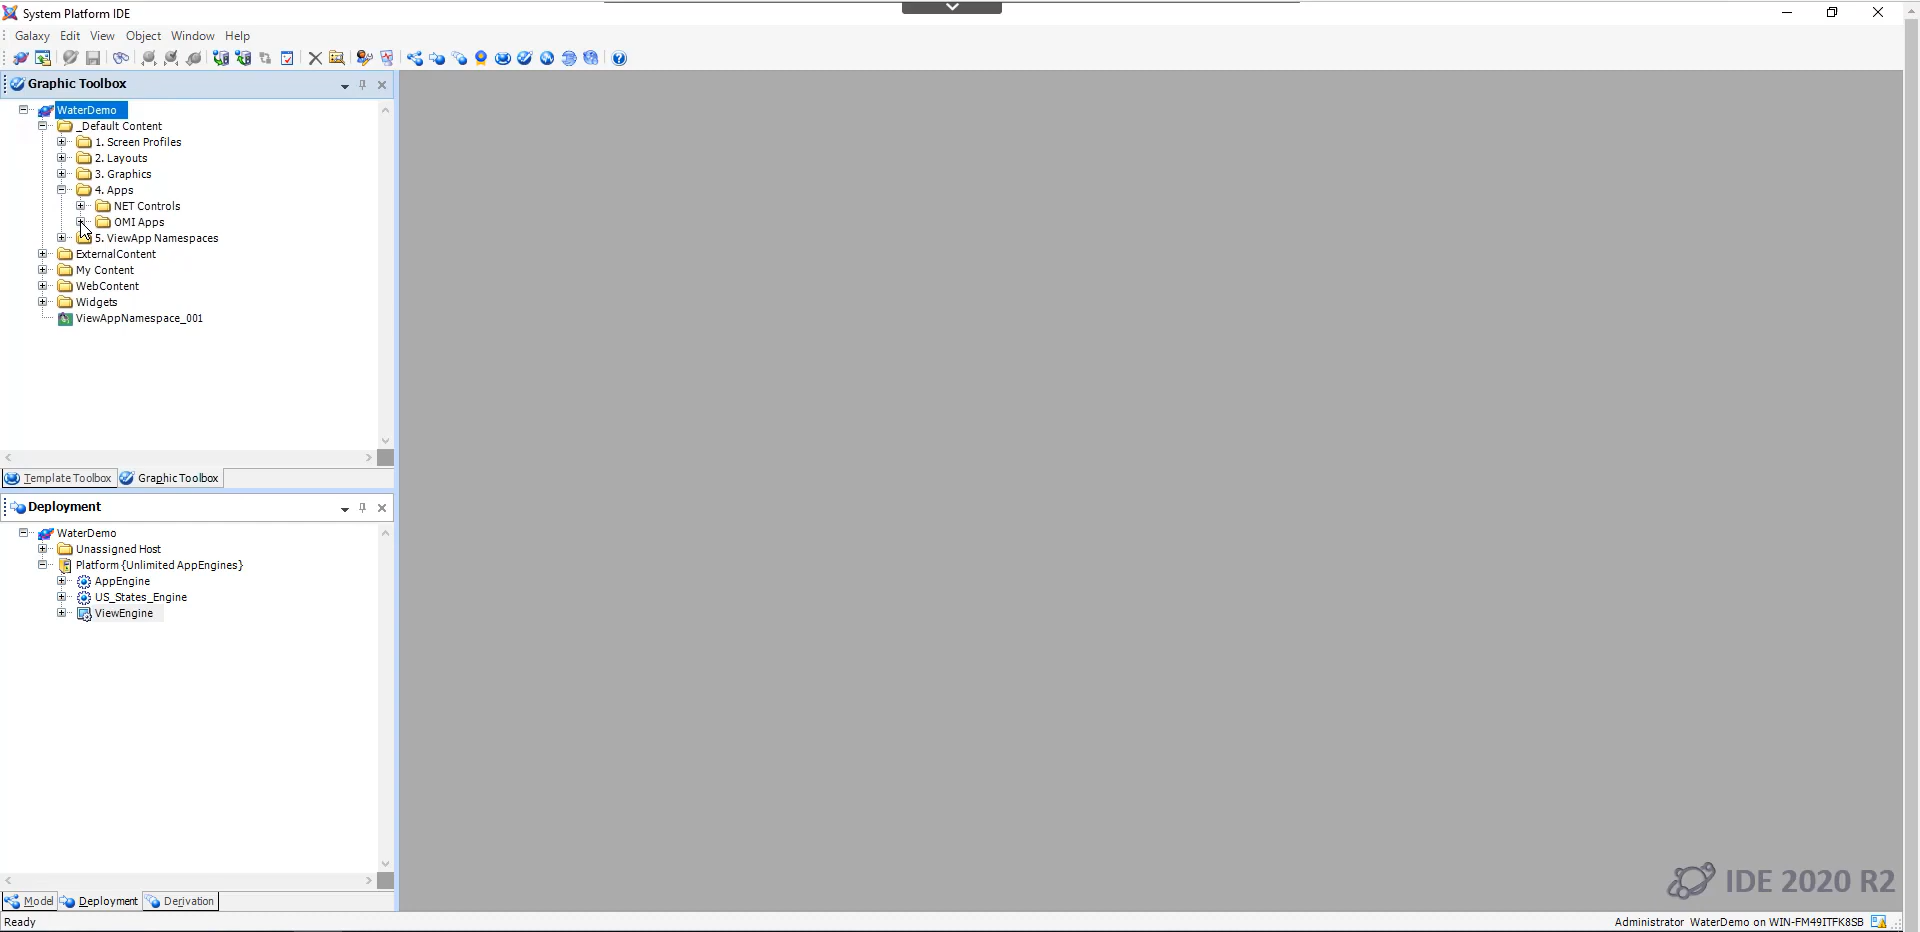 System Platform IDE
Galaxy Edit View Object Window Help
Graphic Toolbox
WaterDemo
_Default Content
1. Screen Profiles
2. Layouts
3. Graphics
4. Apps
NET Controls
OMI Apps
5. ViewApp Namespaces
ExternalContent
My Content
WebContent
Widgets
ViewAppNamespace_001
Template Toolbox Graphic Toolbox
Deployment
WaterDemo
Unassigned Host
Platform {Unlimited AppEngines}
AppEngine
US_States_Engine
ViewEngine
IDE 2020 R2
Model Deployment Derivation
Ready Administrator WaterDemo on WIN-FM49ITFK8SB